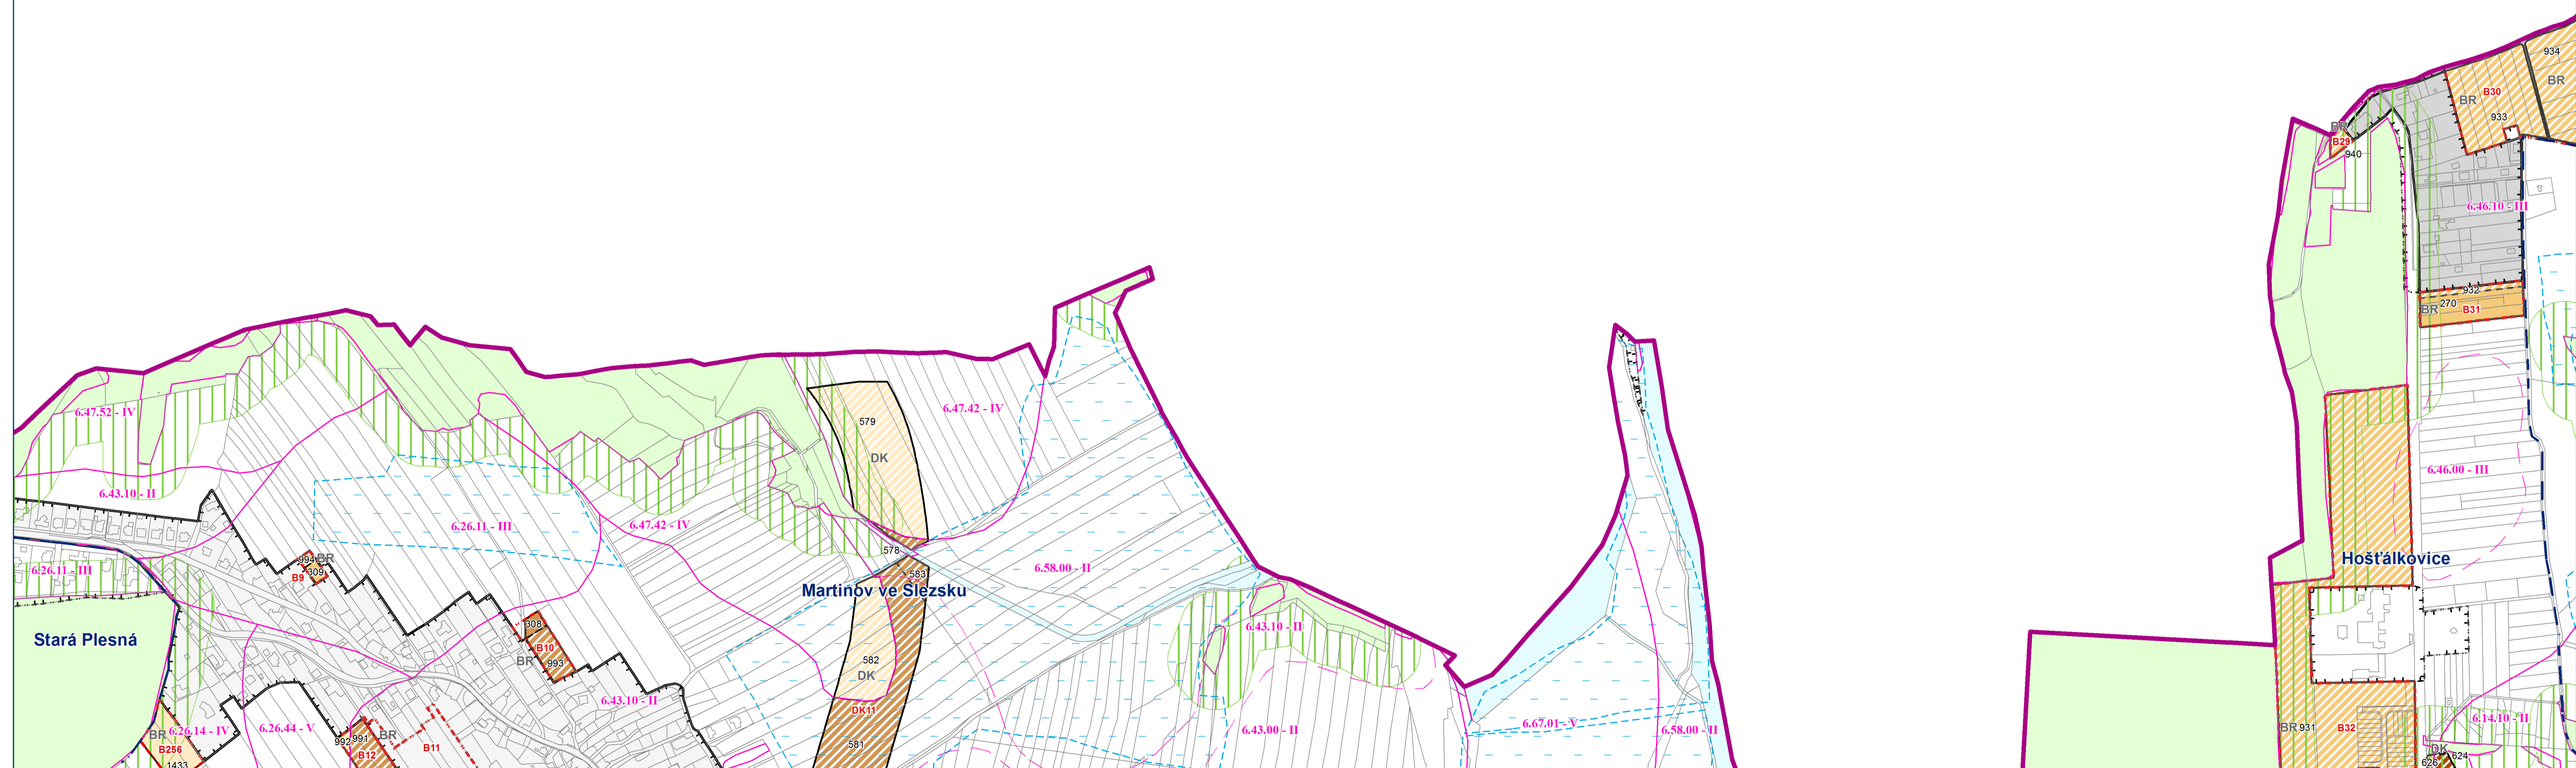 934
BR
B30
BR
933
BR
B29
940
6.46.10 - III
932
270
BR
B31
6.47.52 - IV
579
6.47.42 - IV
DK
6.46.00 - III
6.43.10 - II
6.26.11 - III
6.47.42 - IV
578
994
BR
309
B9
6.26.11 - III
583
6.58.00 - II
Hošťálkovice
Martinov ve Slezsku
308
6.43.10 - II
Stará Plesná
B10
BR
993
582
DK
6.43.10 - II
DK11
6.26.14 - IV
6.26.44 - V
BR
B256
1433
992
991
BR
B12
B11
581
6.43.00 - II
6.67.01 - V
6.58.00 - II
BR
931
B32
6.14.10 - II
DK
624
626